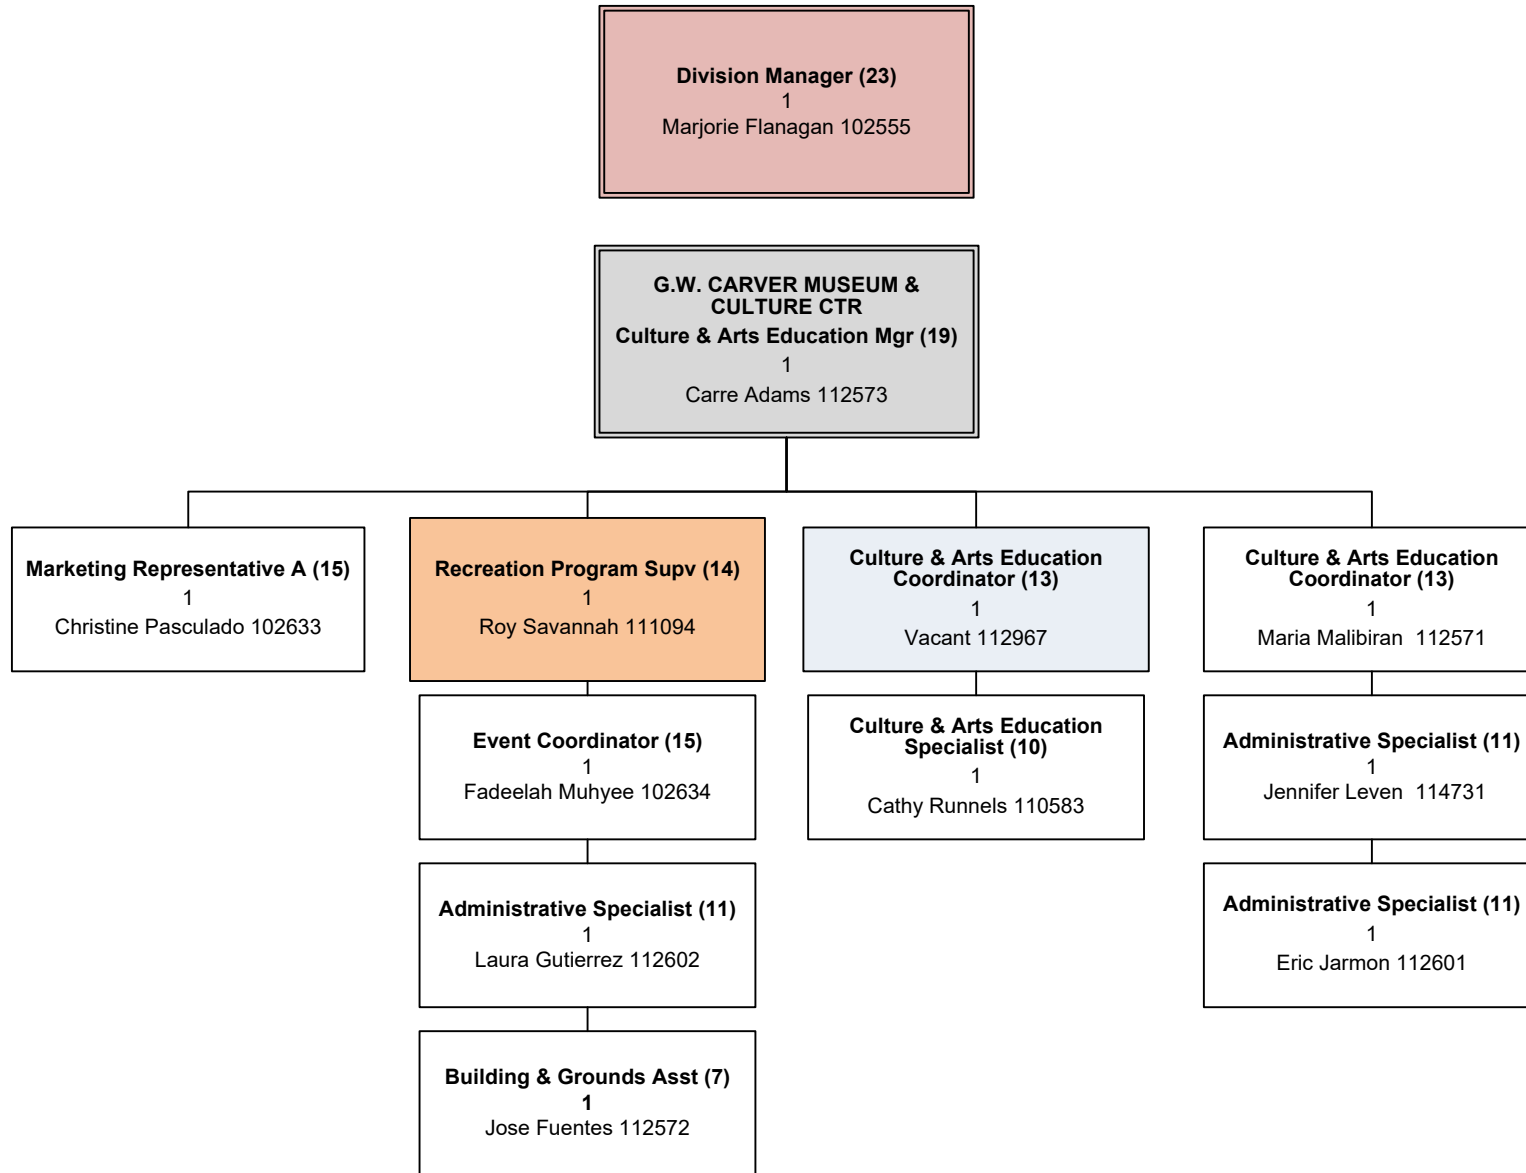 Division Manager (23)
1
Marjorie Flanagan 102555
G.W. CARVER MUSEUM &
CULTURE CTR
Culture & Arts Education Mgr (19)
1
Carre Adams 112573
Marketing Representative A (15)
1
Christine Pasculado 102633
Recreation Program Supv (14)
1
Roy Savannah 111094
Culture & Arts Education
Coordinator (13)
1
Vacant 112967
Culture & Arts Education
Coordinator (13)
1
Maria Malibiran  112571
Event Coordinator (15)
1
Fadeelah Muhyee 102634
Culture & Arts Education
Specialist (10)
1
Cathy Runnels 110583
Administrative Specialist (11)
1
Jennifer Leven  114731
Administrative Specialist (11)
1
Laura Gutierrez 112602
Administrative Specialist (11)
1
Eric Jarmon 112601
Building & Grounds Asst (7)
1
Jose Fuentes 112572